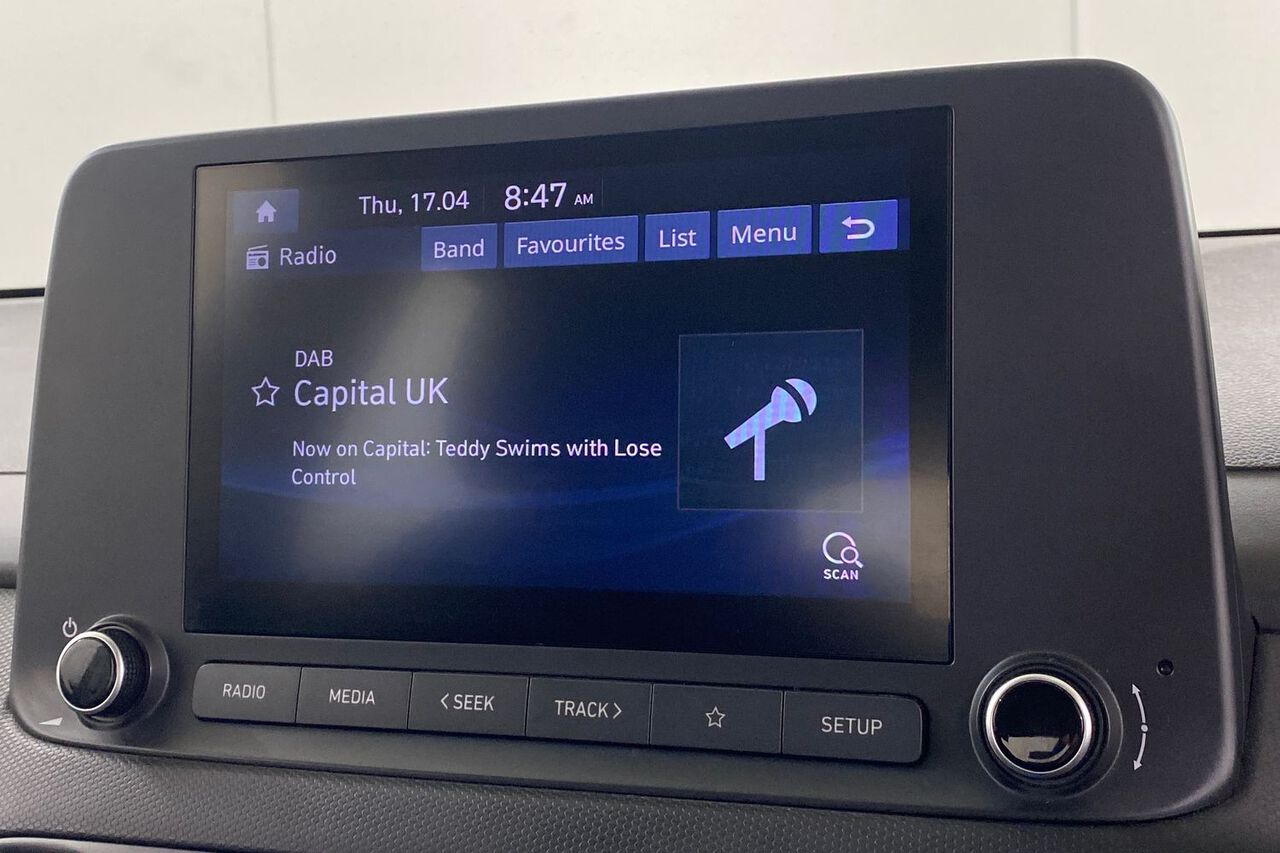 Thu, 17.04 8:47 AM
Radio Band Favourites List Menu
DAB
Capital UK
Now on Capital: Teddy Swims with Lose
Control
SCAN
RADIO MEDIA <SEEK TRACK> SETUP